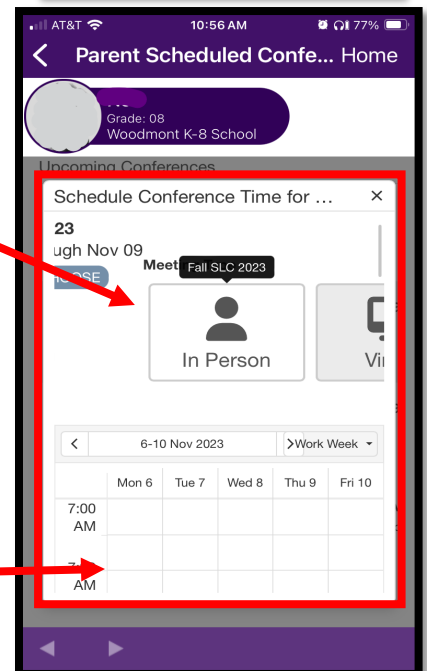 AT&T 10:56 AM 77%
Parent Scheduled Confe... Home
Grade: 08
Woodmont K-8 School
Upcoming Conferences
Schedule Conference Time for ... ×
23
ugh Nov 09
Fall SLC 2023
In Person
6-10 Nov 2023 Work Week
Mon 6 Tue 7 Wed 8 Thu 9 Fri 10
7:00
AM
AM